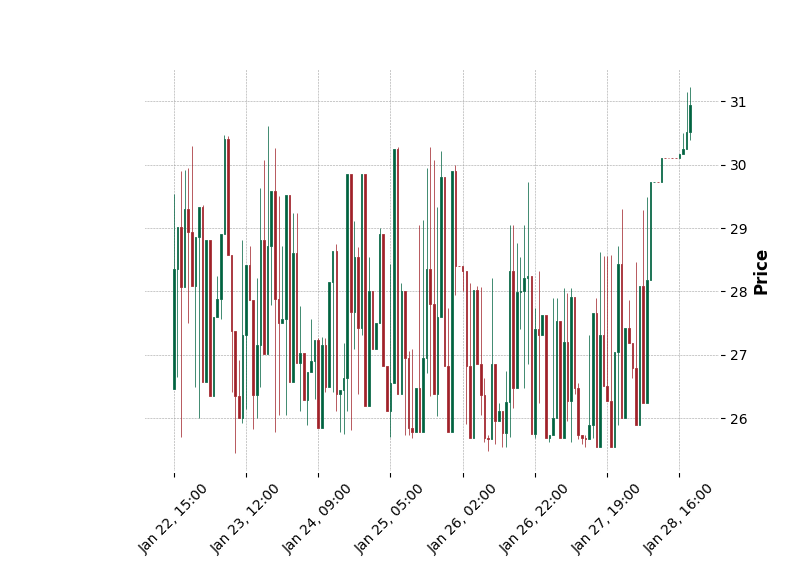 31
30
29
28
27
26
Price
Jan 22, 15:00
Jan 23, 12:00
Jan 24, 09:00
Jan 25, 05:00
Jan 26, 02:00
Jan 26, 22:00
Jan 27, 19:00
Jan 28, 16:00